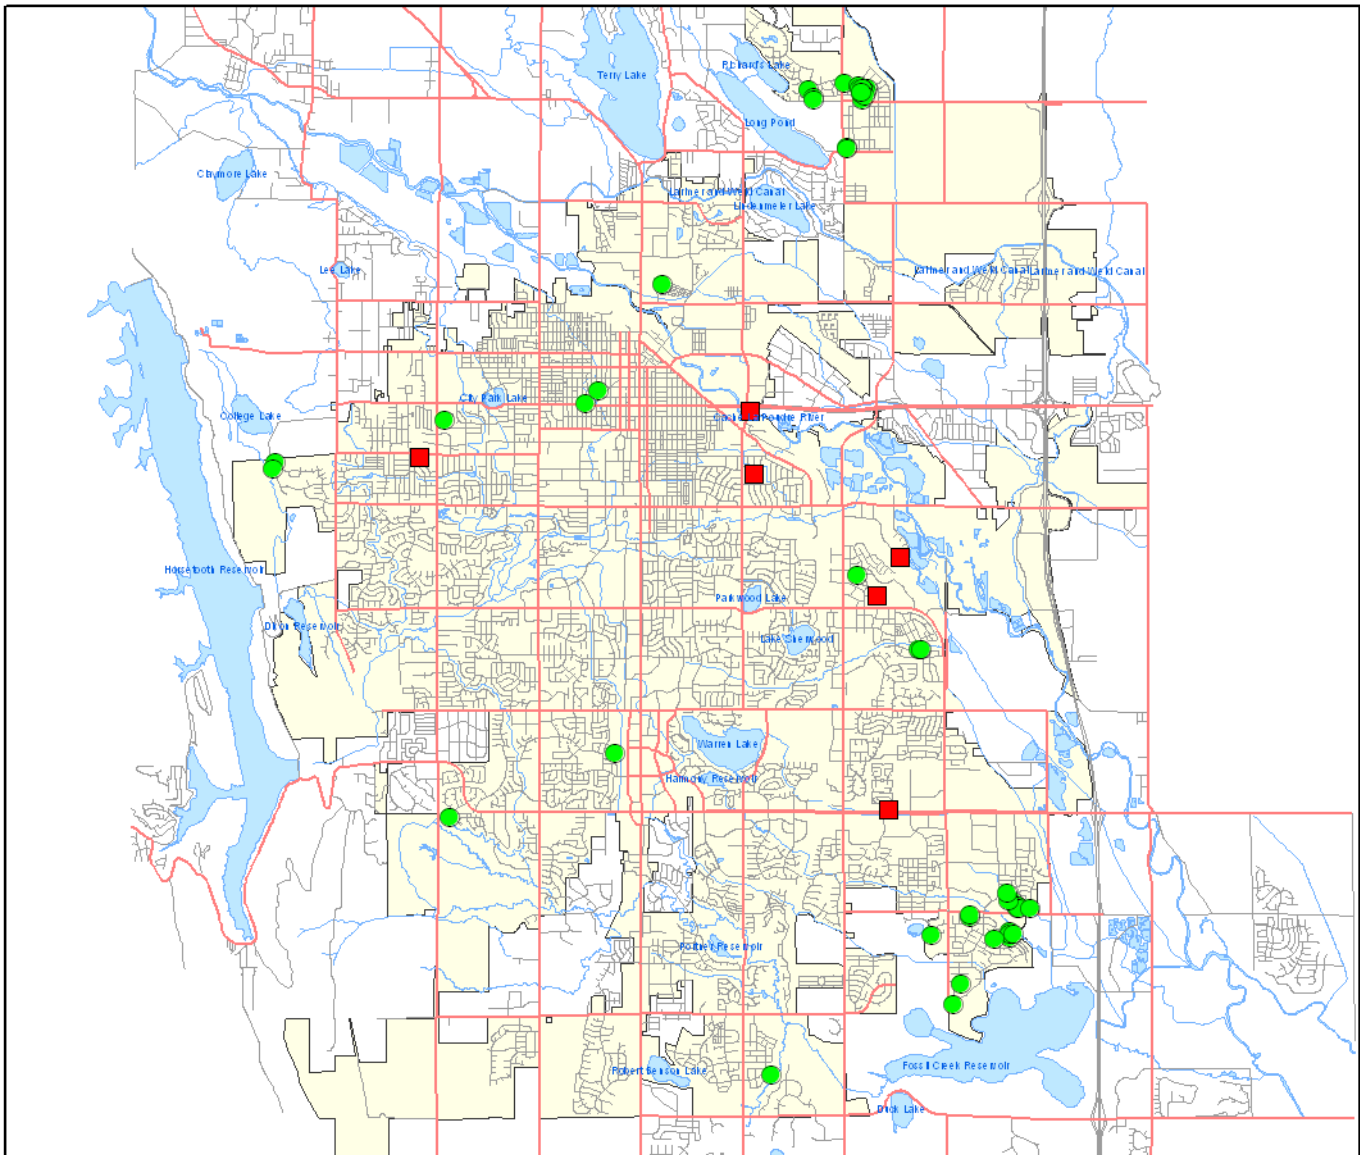 Richard's Lake
Terry Lake
Long Pond
Claymore Lake
Larimer and Weld Canal
Lindenmeier Lake
Lee Lake
Larimer and Weld Canal
Larimer and Weld Canal
City Park Lake
College Lake
Cache La Poudre River
Horsetooth Reservoir
Parkwood Lake
Dixon Reservoir
Lake Sherwood
Warren Lake
Harmony Reservoir
Portner Reservoir
Robert Benson Lake
Fossil Creek Reservoir
Duck Lake